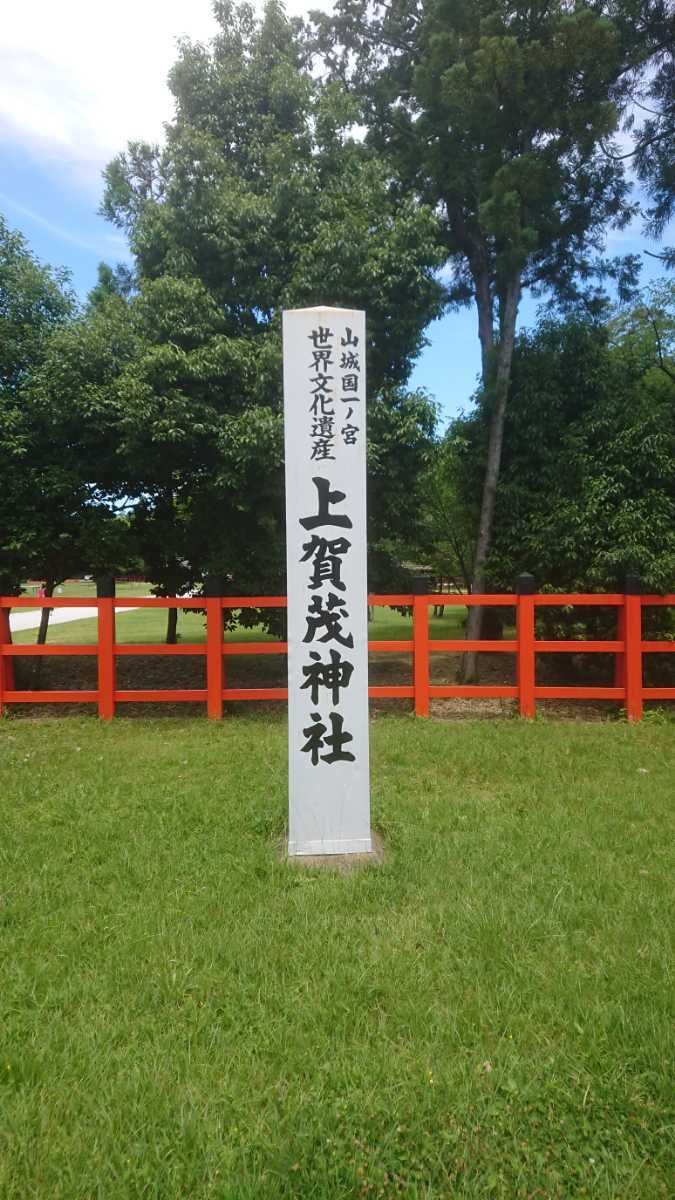 山城国一ノ宮
世界文化遺産
上賀茂神社